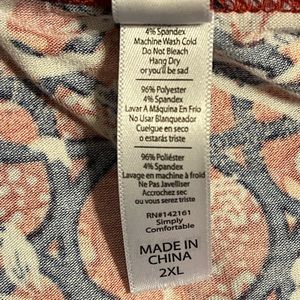 4% Spandex
Machine Wash Cold
Do Not Bleach
Hang Dry
or you'll be sad
96% Polyester
4% Spandex
Lavar A Máquina En Frío
No Usar Blanqueador
Cuelgue en seco
o estarás triste
96% Poliéster
4% Spandex
Lavage en machine à froid
Ne Pas Javelliser
Accrochez sec
ou vous serez triste
RN#142161
Simply
Comfortable
MADE IN
CHINA
2XL